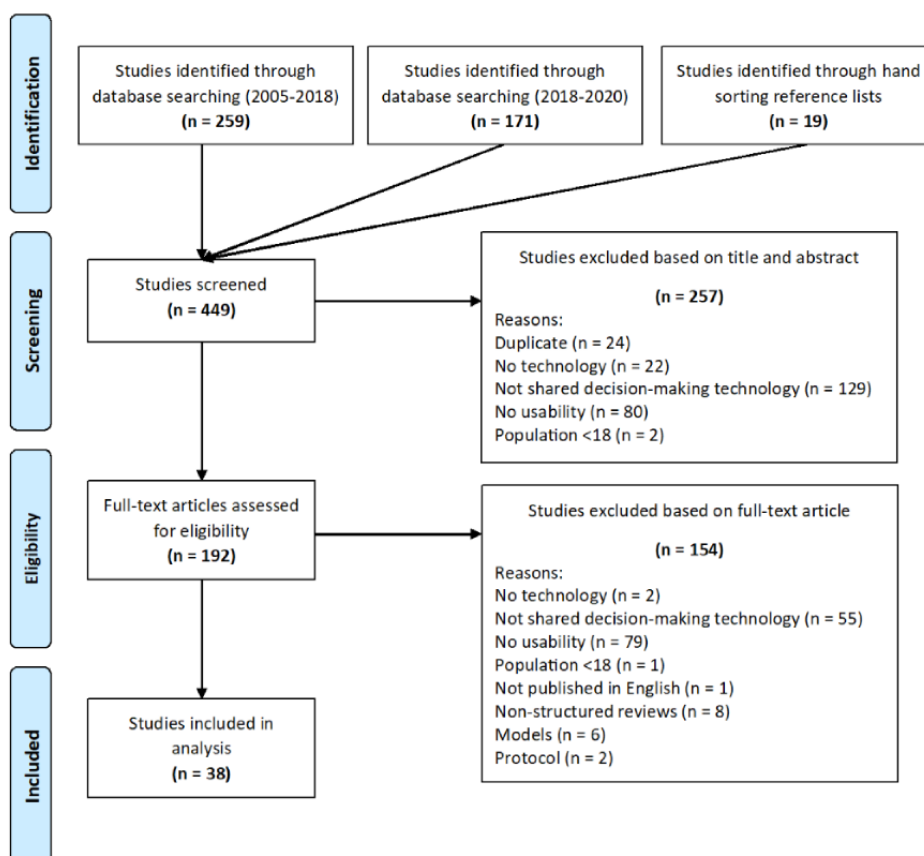 Identification
Studies identified through
database searching (2005-2018)
(n = 259)
Studies identified through
database searching (2018-2020)
(n = 171)
Studies identified through hand
sorting reference lists
(n = 19)
Screening
Studies screened
(n = 449)
Studies excluded based on title and abstract
(n = 257)
Reasons:
Duplicate (n = 24)
No technology (n = 22)
Not shared decision-making technology (n = 129)
No usability (n = 80)
Population <18 (n = 2)
Eligibility
Full-text articles assessed
for eligibility
(n = 192)
Studies excluded based on full-text article
(n = 154)
Reasons:
No technology (n = 2)
Not shared decision-making technology (n = 55)
No usability (n = 79)
Population <18 (n = 1)
Not published in English (n = 1)
Non-structured reviews (n = 8)
Models (n = 6)
Protocol (n = 2)
Included
Studies included in
analysis
(n = 38)